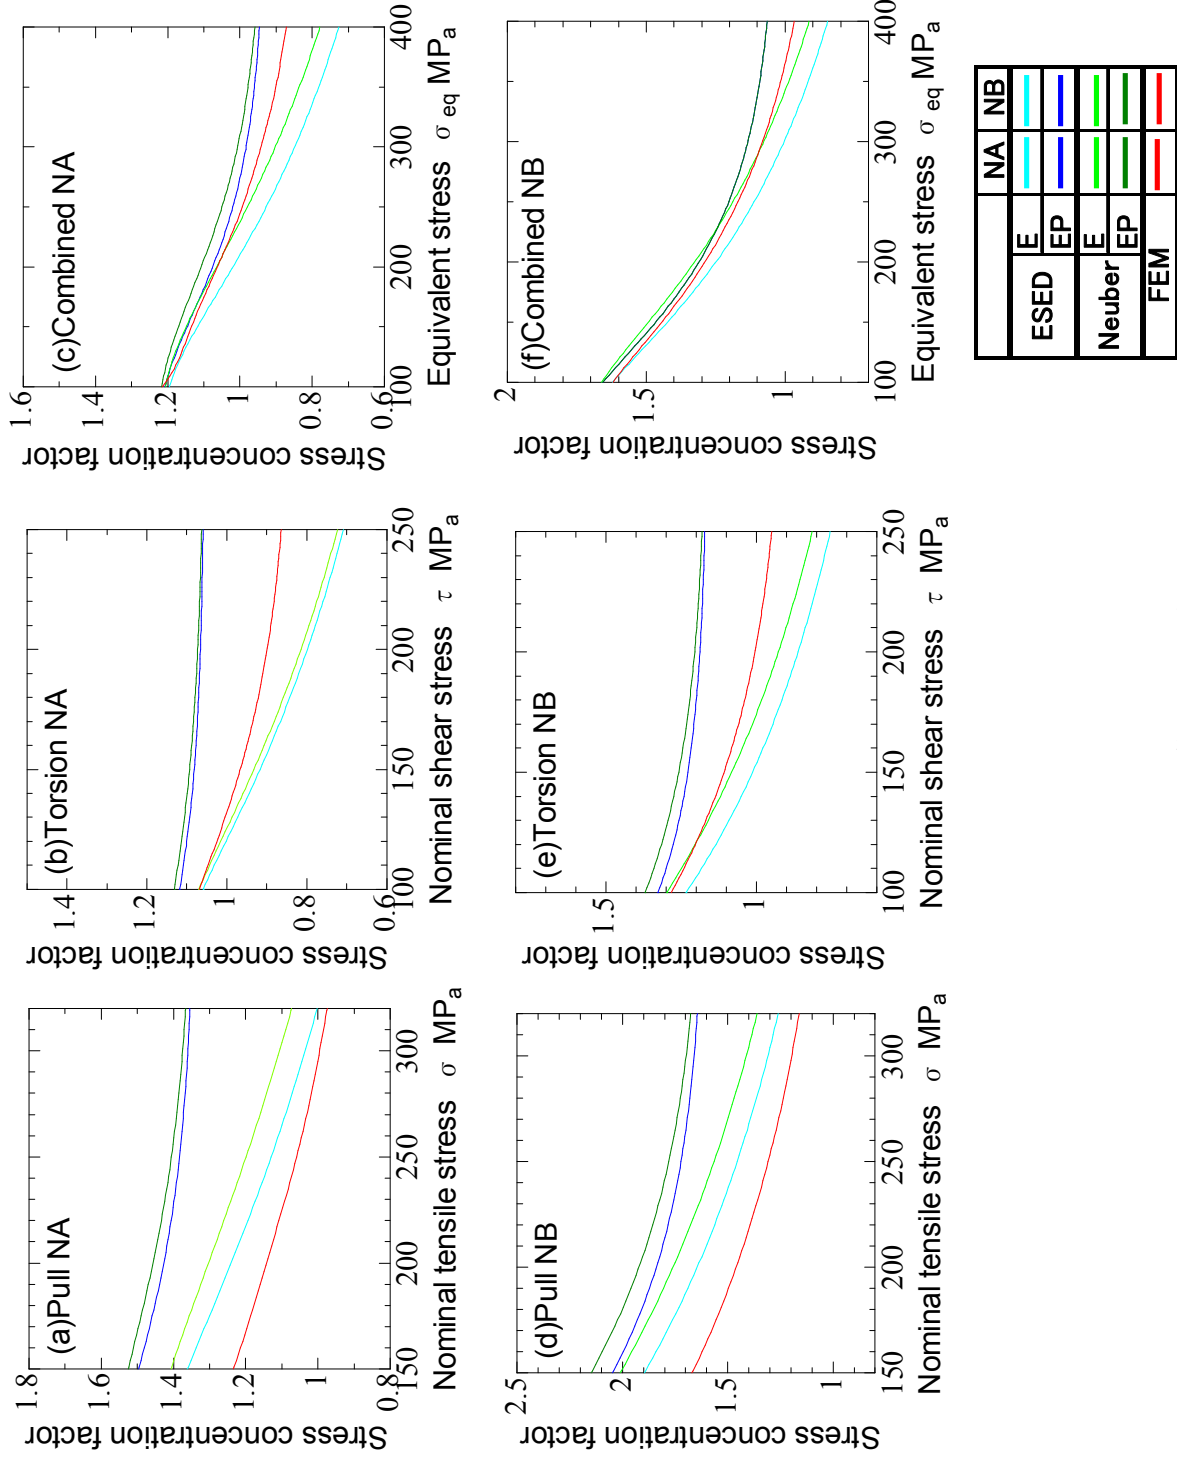 (a)Pull NA
Stress concentration factor
1.8
1.6
1.4
1.2
1
0.8
150 200 250 300
Nominal tensile stress σ MPa
(b)Torsion NA
Stress concentration factor
1.4
1.2
1
0.8
0.6
100 150 200 250
Nominal shear stress τ MPa
(c)Combined NA
Stress concentration factor
1.6
1.4
1.2
1
0.8
0.6
100 200 300 400
Equivalent stress σ eq MPa
(d)Pull NB
Stress concentration factor
2.5
2
1.5
1
150 200 250 300
Nominal tensile stress σ MPa
(e)Torsion NB
Stress concentration factor
1.5
1
100 150 200 250
Nominal shear stress τ MPa
(f)Combined NB
Stress concentration factor
2
1.5
1
100 200 300 400
Equivalent stress σ eq MPa
NA NB
ESED E
EP
Neuber E
EP
FEM